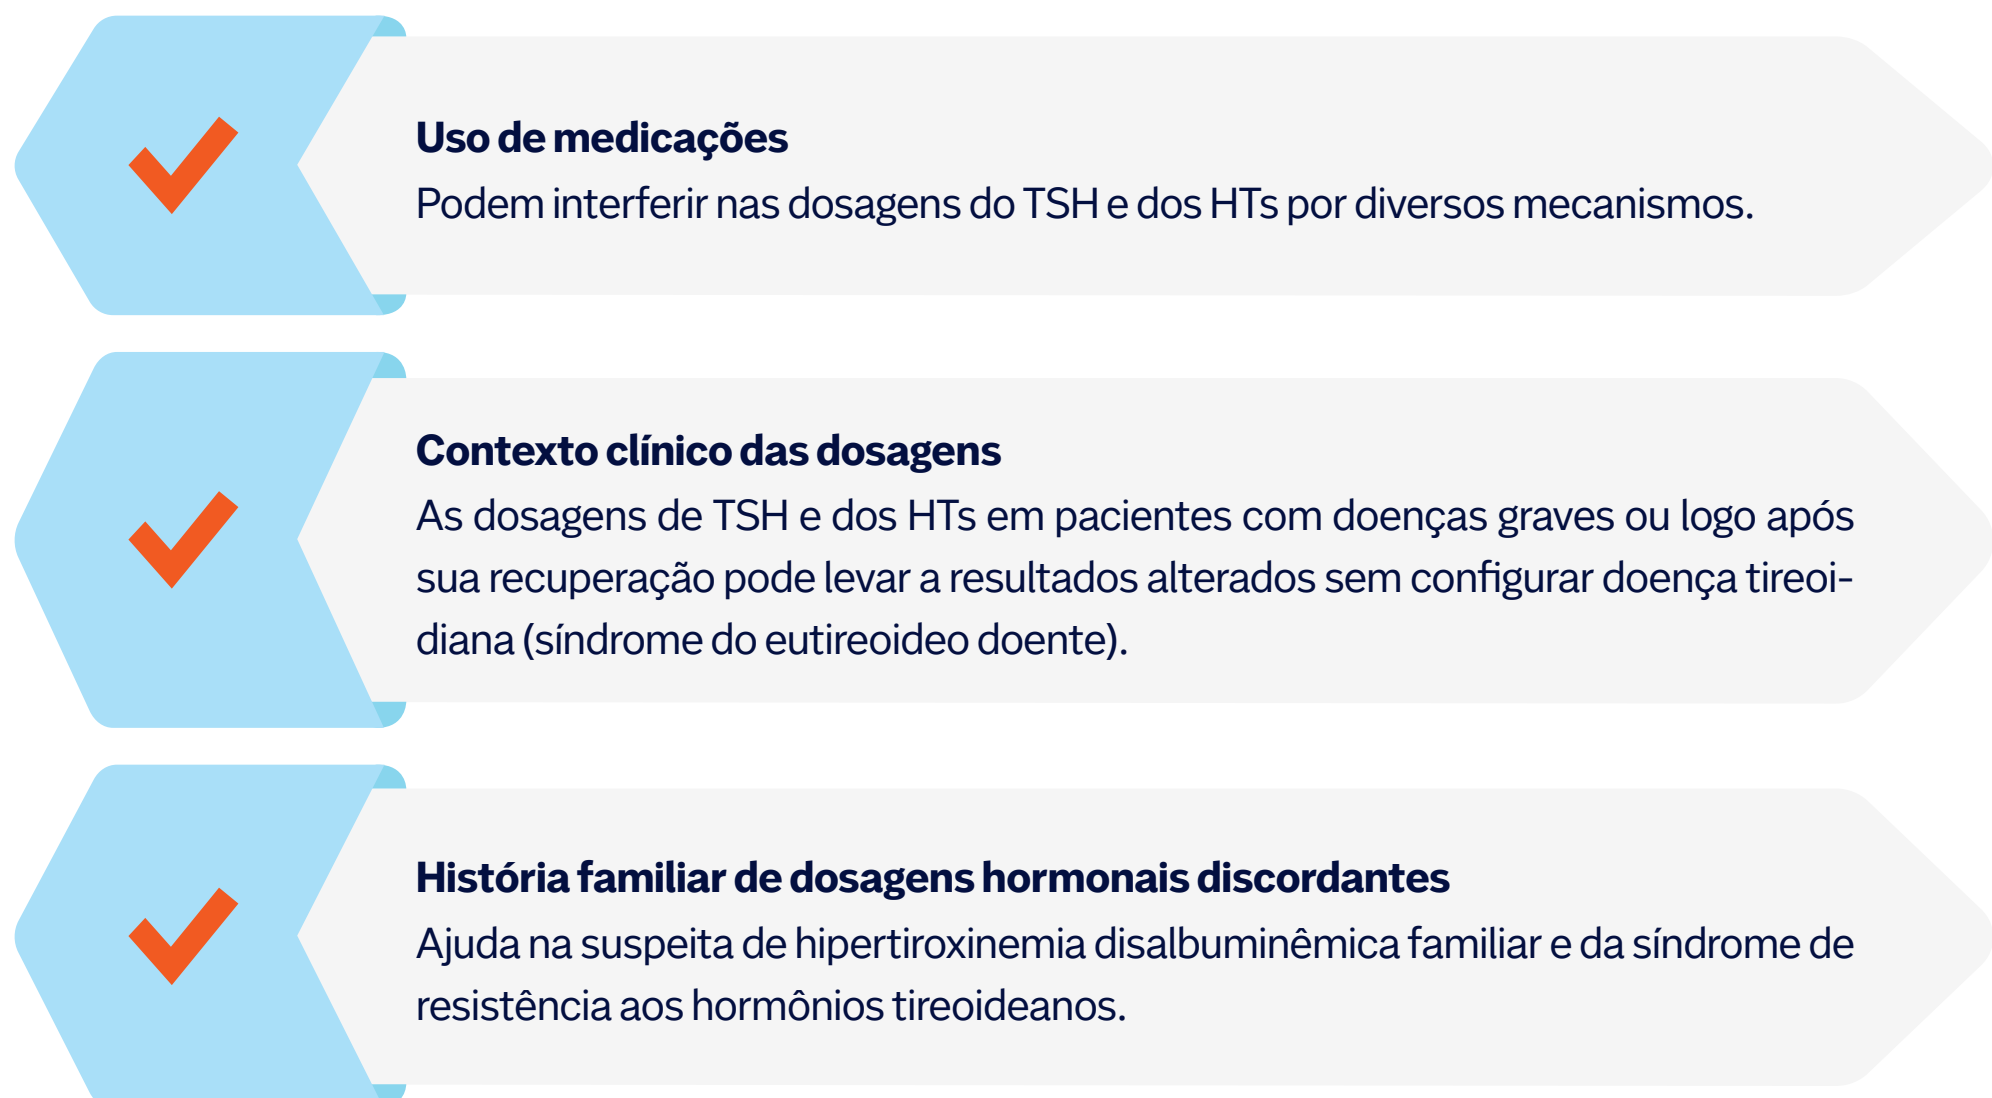 Uso de medicações
Podem interferir nas dosagens do TSH e dos HTs por diversos mecanismos.
Contexto clínico das dosagens
As dosagens de TSH e dos HTs em pacientes com doenças graves ou logo após
sua recuperação pode levar a resultados alterados sem configurar doença tireoi-
diana (síndrome do eutireoideo doente).
História familiar de dosagens hormonais discordantes
Ajuda na suspeita de hipertiroxinemia disalbuminêmica familiar e da síndrome de
resistência aos hormônios tireoideanos.